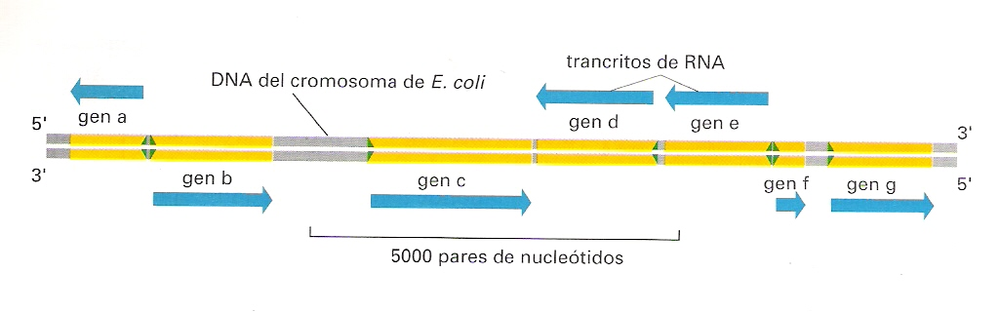 trancritos de RNA
DNA del cromosoma de E. coli
gen a
gen d
gen e
5'
3'
3'
5'
gen b
gen c
gen f
gen g
5000 pares de nucleótidos